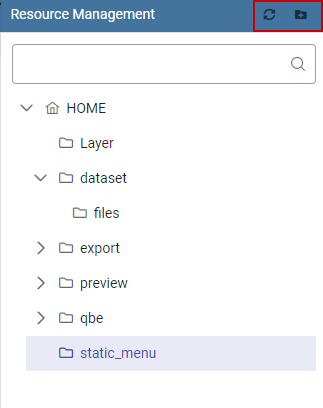 Resource Management
HOME
Layer
dataset
files
export
preview
qbe
static_menu